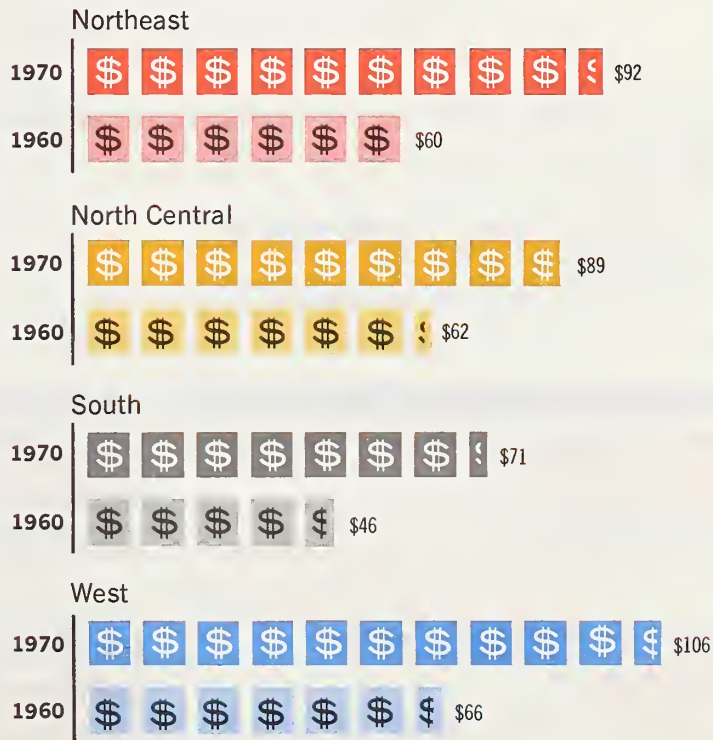 Northeast
1970 $ $ $ $ $ $ $ $ $ $ $92
1960 $ $ $ $ $ $ $60
North Central
1970 $ $ $ $ $ $ $ $ $ $89
1960 $ $ $ $ $ $ $ $62
South
1970 $ $ $ $ $ $ $ $ $71
1960 $ $ $ $ $ $46
West
1970 $ $ $ $ $ $ $ $ $ $ $ $106
1960 $ $ $ $ $ $ $ $66